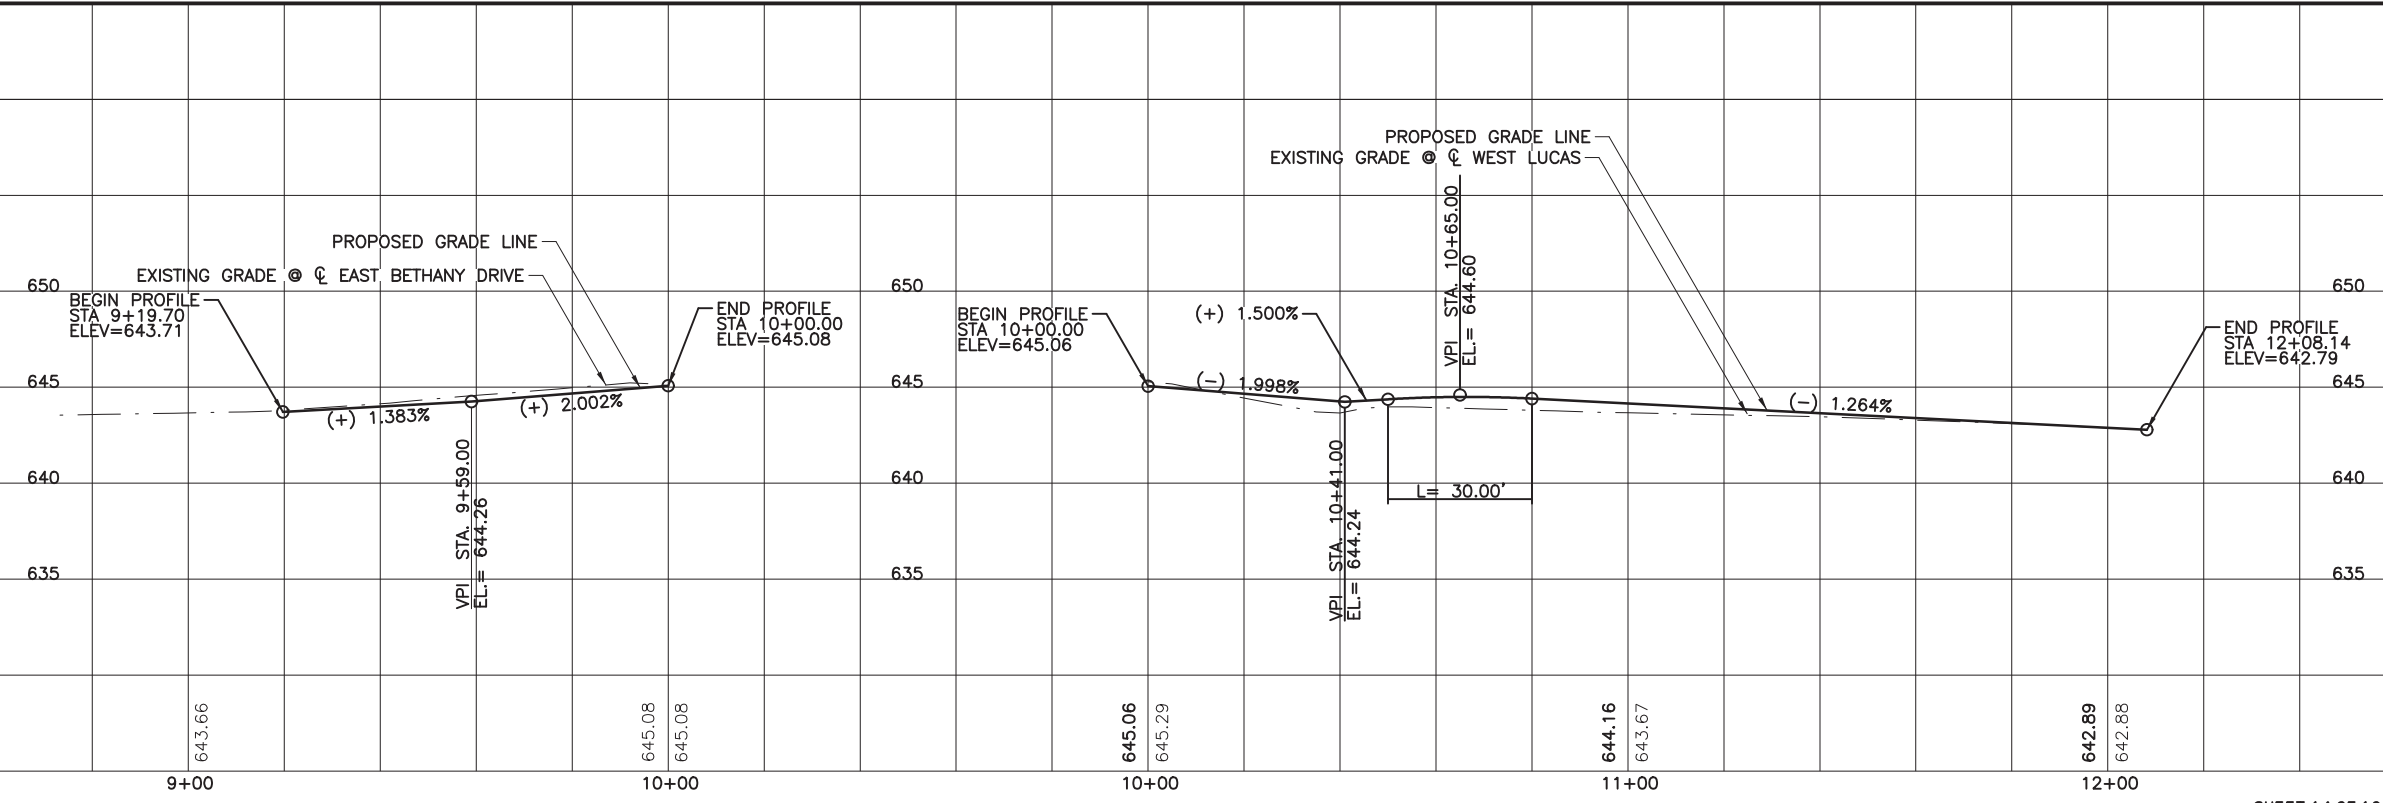 PROPOSED GRADE LINE
EXISTING GRADE @ ℄ EAST BETHANY DRIVE
650
BEGIN PROFILE
STA 9+19.70
ELEV=643.71
END PROFILE
STA 10+00.00
ELEV=645.08
645
(+) 1.383%
(+) 2.002%
640
VPI STA. 9+59.00
EL.= 644.26
635
643.66
645.08
645.08
9+00
10+00
PROPOSED GRADE LINE
EXISTING GRADE @ ℄ WEST LUCAS
650
BEGIN PROFILE
STA 10+00.00
ELEV=645.06
(+) 1.500%
VPI STA. 10+65.00
EL.= 644.60
650
END PROFILE
STA 12+08.14
ELEV=642.79
645
(-) 1.998%
(-) 1.264%
645
640
L= 30.00'
640
VPI STA. 10+41.00
EL.= 644.24
635
635
645.06
645.29
644.16
643.67
642.89
642.88
10+00
11+00
12+00